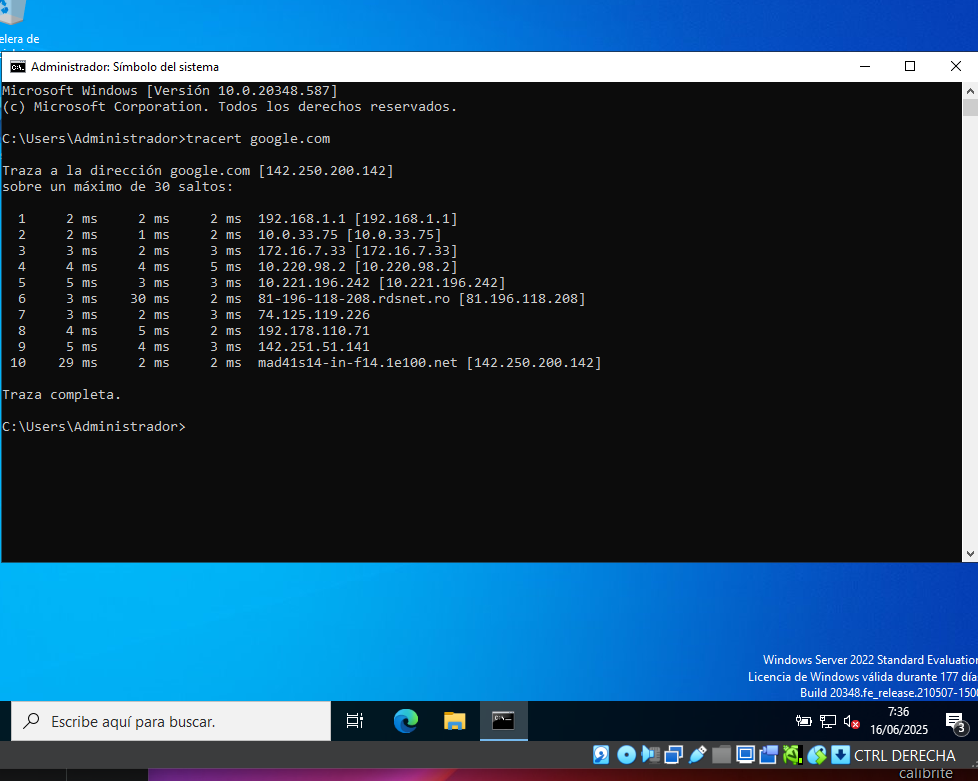 elera de
Administrador: Símbolo del sistema
Microsoft Windows [Versión 10.0.20348.587]
(c) Microsoft Corporation. Todos los derechos reservados.
C:\Users\Administrador>tracert google.com
Traza a la dirección google.com [142.250.200.142]
sobre un máximo de 30 saltos:
1 2 ms 2 ms 2 ms 192.168.1.1 [192.168.1.1]
2 2 ms 1 ms 2 ms 10.0.33.75 [10.0.33.75]
3 3 ms 2 ms 3 ms 172.16.7.33 [172.16.7.33]
4 4 ms 4 ms 5 ms 10.220.98.2 [10.220.98.2]
5 5 ms 3 ms 3 ms 10.221.196.242 [10.221.196.242]
6 3 ms 30 ms 2 ms 81-196-118-208.rdsnet.ro [81.196.118.208]
7 3 ms 2 ms 3 ms 74.125.119.226
8 4 ms 5 ms 2 ms 192.178.110.71
9 5 ms 4 ms 3 ms 142.251.51.141
10 29 ms 2 ms 2 ms mad41s14-in-f14.1e100.net [142.250.200.142]
Traza completa.
C:\Users\Administrador>
Windows Server 2022 Standard Evaluation
Licencia de Windows válida durante 177 día
Build 20348.fe_release.210507-150
Escribe aquí para buscar.
7:36
16/06/2025
3
CTRL DERECHA
calibrite